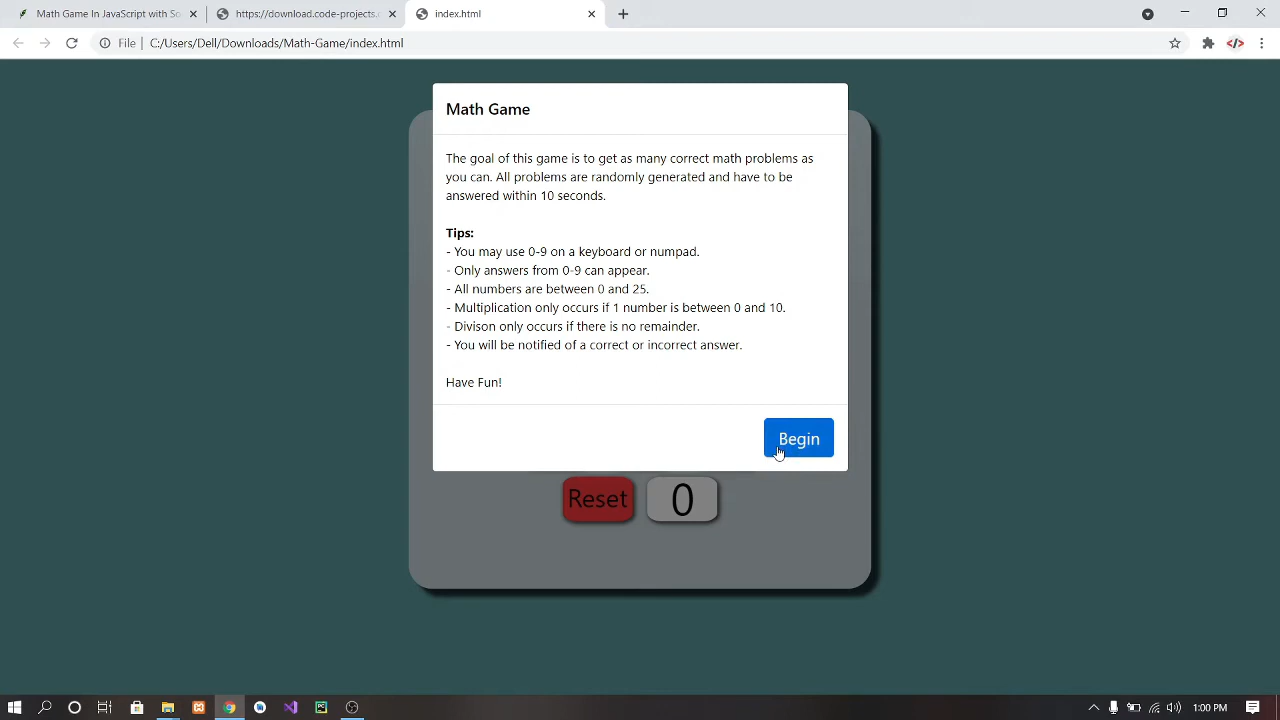 Math Game In JavaScript with So
https://download.code-projects.c
index.html
File
C:/Users/Dell/Downloads/Math-Game/index.html
Math Game
The goal of this game is to get as many correct math problems as
you can. All problems are randomly generated and have to be
answered within 10 seconds.
Tips:
- You may use 0-9 on a keyboard or numpad.
- Only answers from 0-9 can appear.
- All numbers are between 0 and 25.
- Multiplication only occurs if 1 number is between 0 and 10.
- Divison only occurs if there is no remainder.
- You will be notified of a correct or incorrect answer.
Have Fun!
Begin
Reset
0
1:00 PM